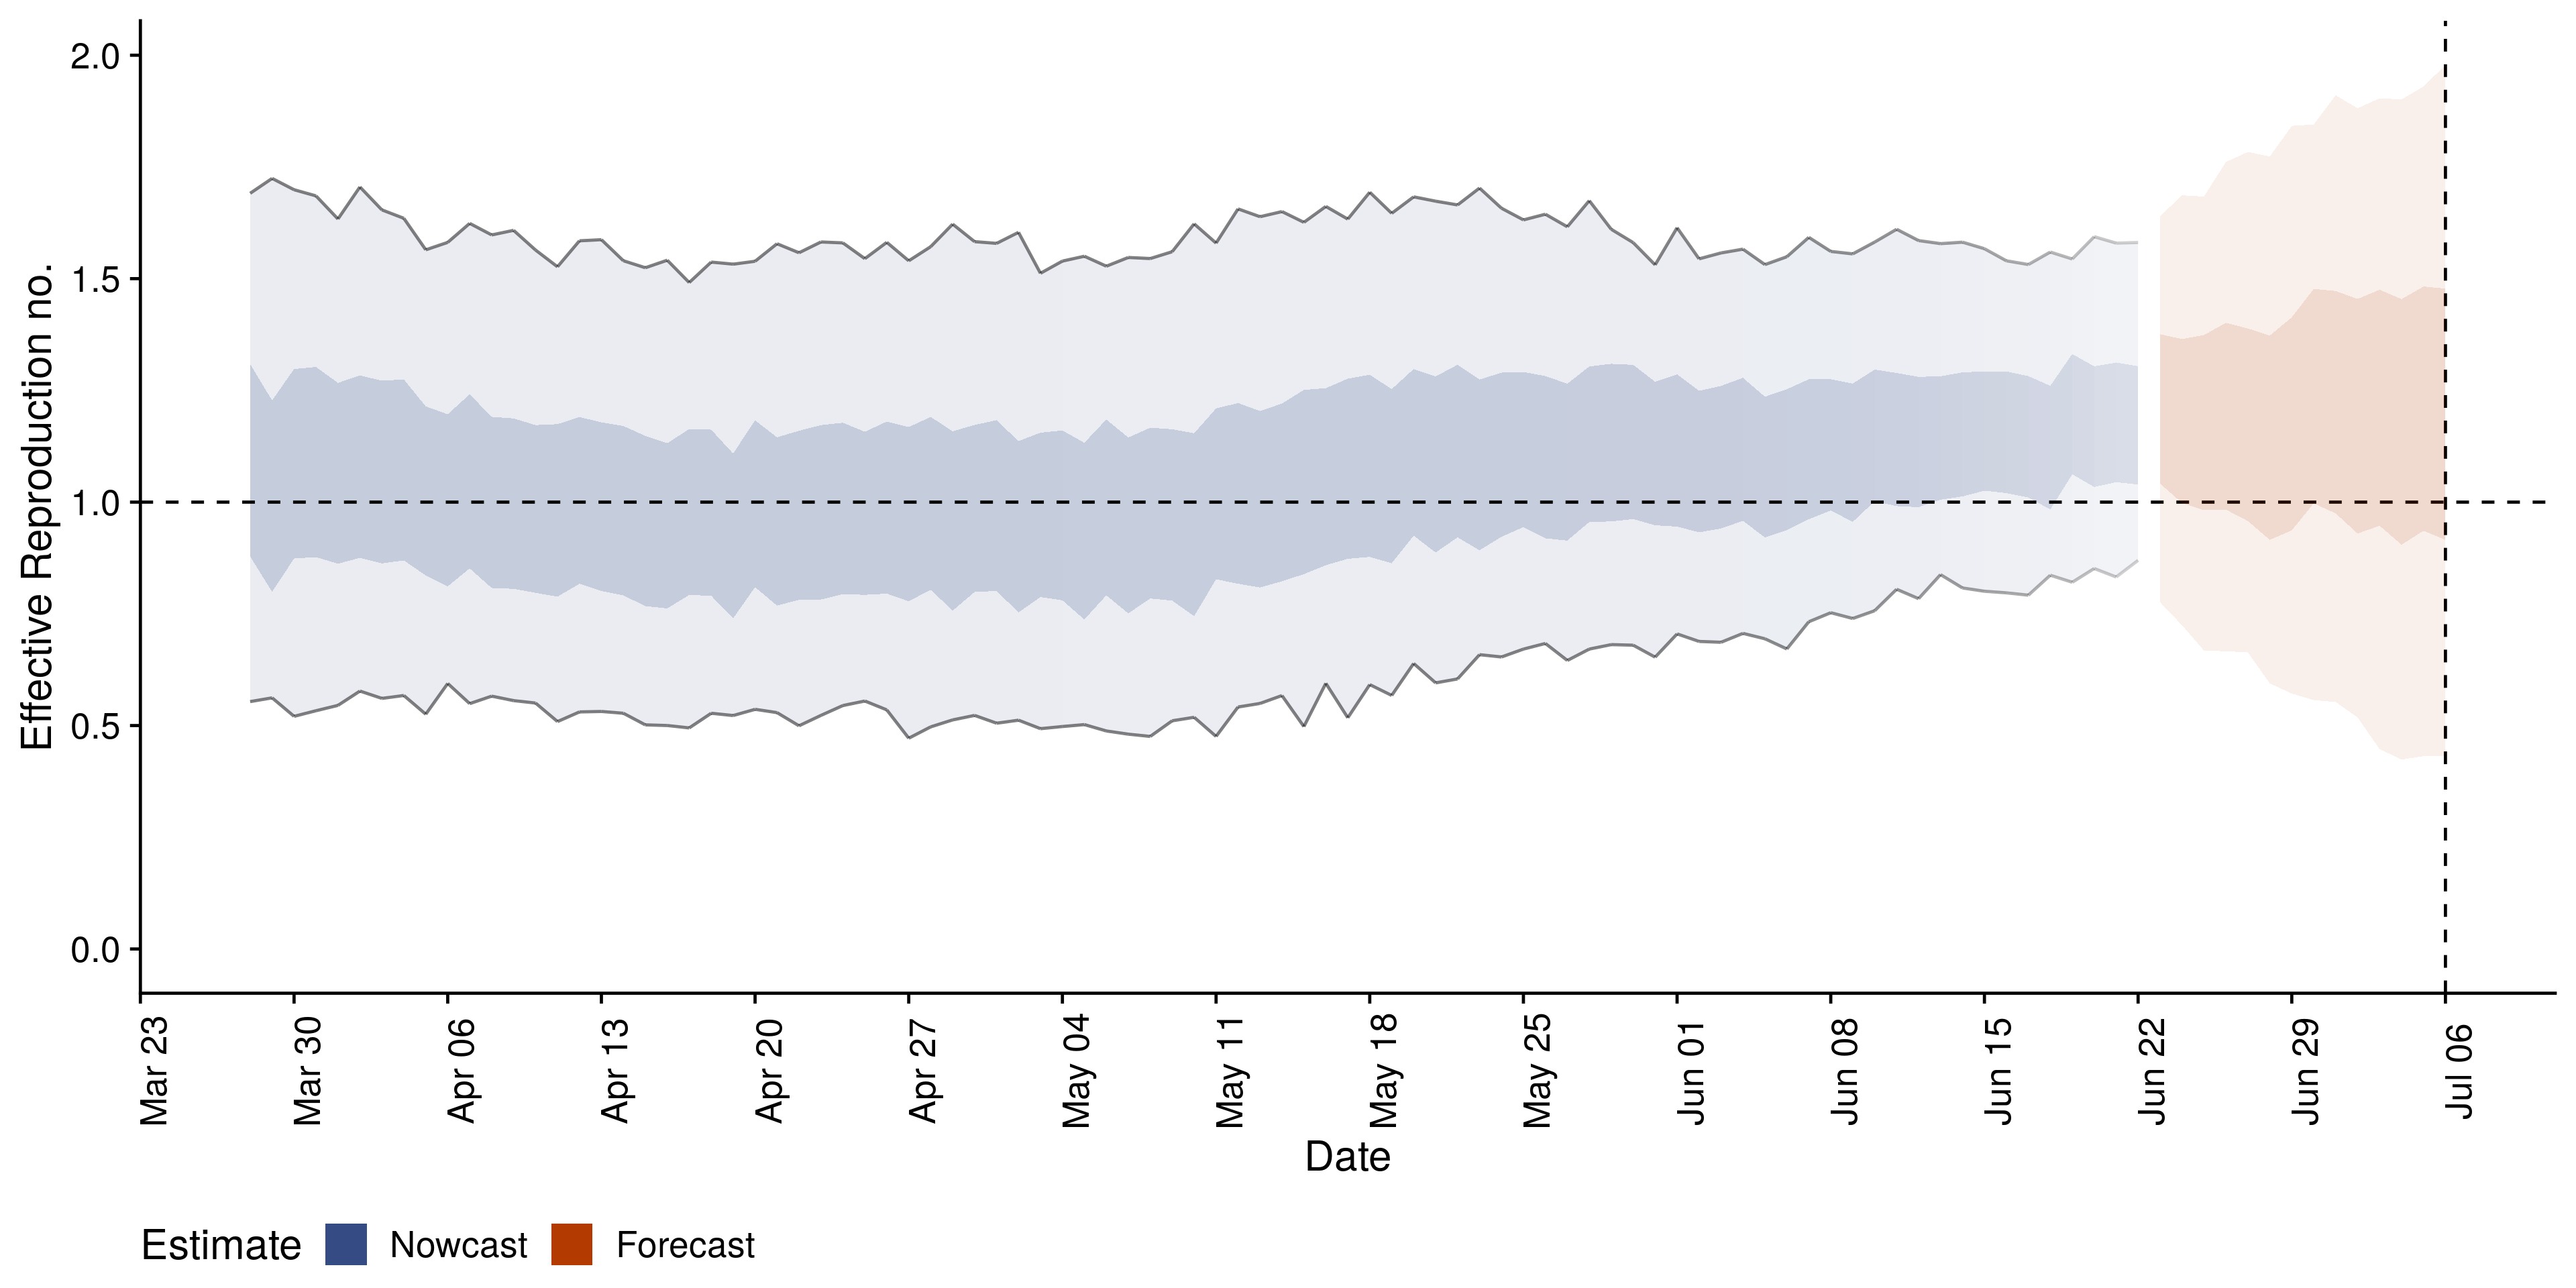 Effective Reproduction no.
2.0
1.5
1.0
0.5
0.0
Mar 23
Mar 30
Apr 06
Apr 13
Apr 20
Apr 27
May 04
May 11
May 18
May 25
Jun 01
Jun 08
Jun 15
Jun 22
Jun 29
Jul 06
Date
Estimate Nowcast Forecast